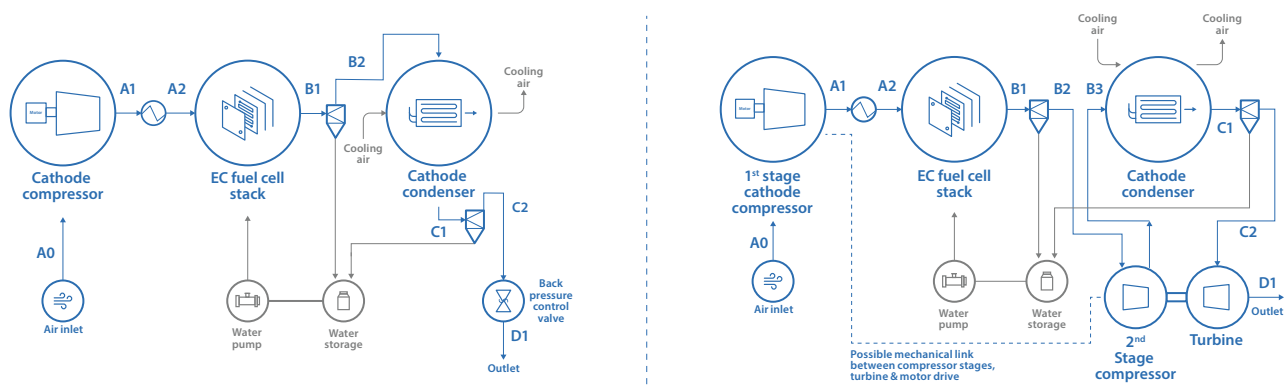 B2
Cooling
air
A1
A2
B1
Motor
Cooling
air
Cathode
compressor
EC fuel cell
stack
Cathode
condenser
C2
C1
A0
Back
pressure
control
valve
Air inlet
Water
pump
Water
storage
D1
Outlet
Cooling
air
Cooling
air
A1
A2
B1
B2
B3
Motor
C1
1st stage
cathode
compressor
EC fuel cell
stack
Cathode
condenser
A0
C2
D1
Outlet
Air inlet
Water
pump
Water
storage
2nd
Stage
compressor
Turbine
Possible mechanical link
between compressor stages,
turbine & motor drive